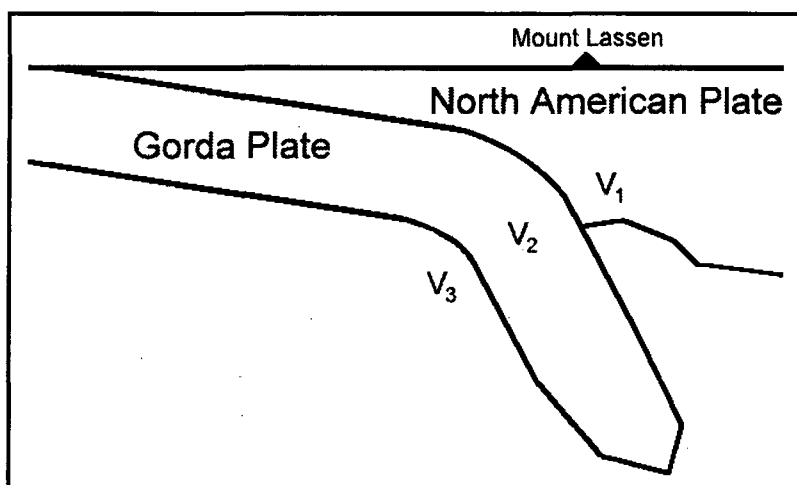 Mount Lassen
North American Plate
Gorda Plate
V₁
V₂
V₃